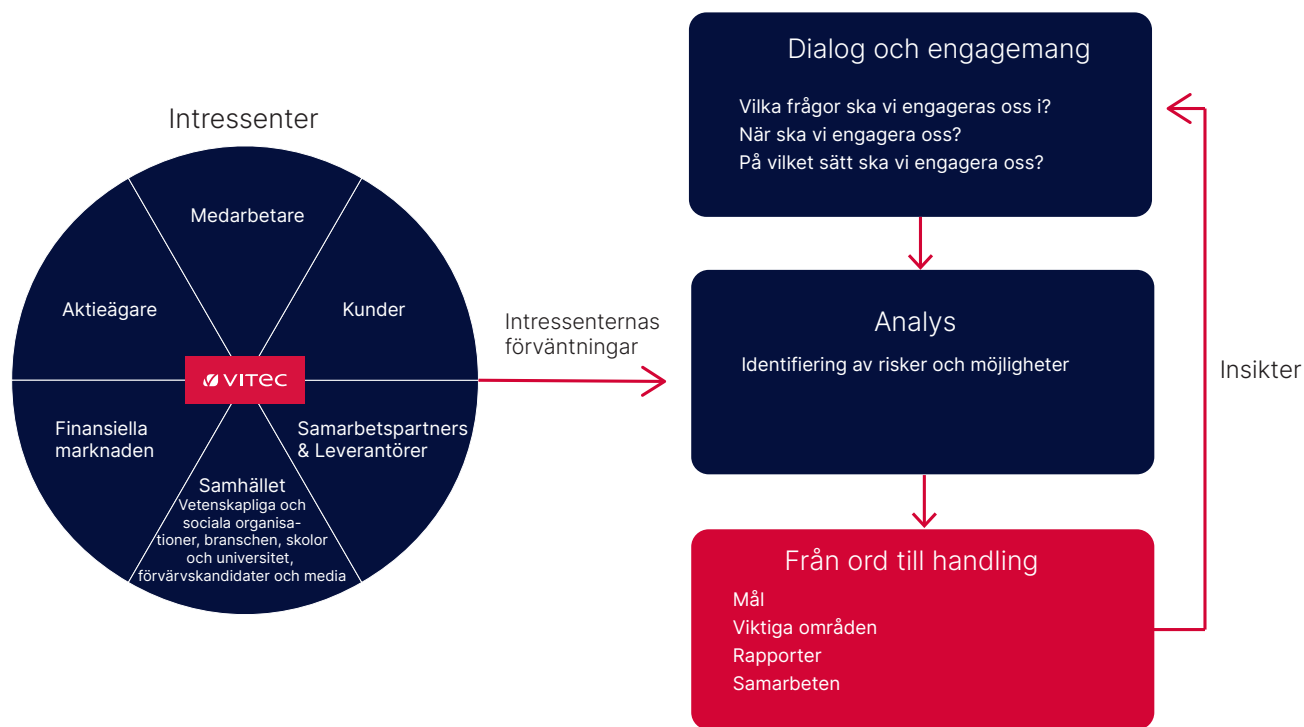 Intressenter
Medarbetare
Aktieägare
Kunder
VITEC
Finansiella
marknaden
Samarbetspartners
& Leverantörer
Samhället
Vetenskapliga och
sociala organisa-
tioner, branschen, skolor
och universitet,
förvärvskandidater och media
Intressenternas
förväntningar
Dialog och engagemang
Vilka frågor ska vi engageras oss i?
När ska vi engagera oss?
På vilket sätt ska vi engagera oss?
Analys
Identifiering av risker och möjligheter
Från ord till handling
Mål
Viktiga områden
Rapporter
Samarbeten
Insikter